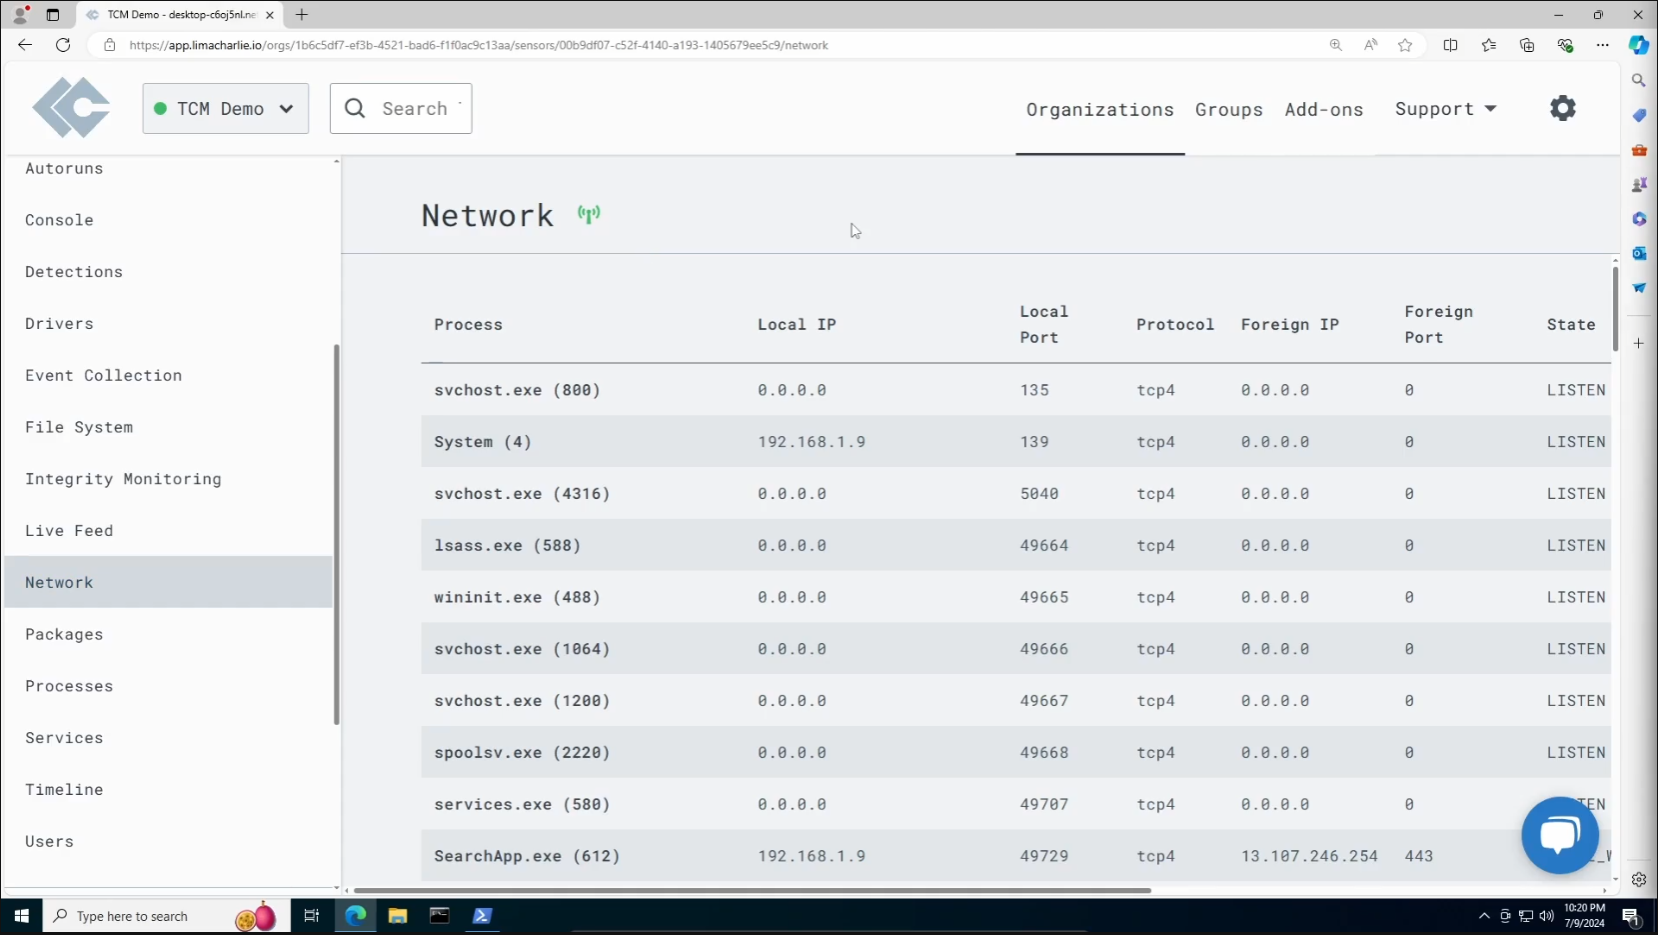 TCM Demo - desktop-c6oj5nl.ne
https://app.limacharlie.io/orgs/1b6c5df7-ef3b-4521-bad6-f1f0ac9c13aa/sensors/00b9df07-c52f-4140-a193-1405679ee5c9/network
TCM Demo
Search
Organizations
Groups
Add-ons
Support
Autoruns
Console
Detections
Drivers
Event Collection
File System
Integrity Monitoring
Live Feed
Network
Packages
Processes
Services
Timeline
Users
Network
Process Local IP Local Port Protocol Foreign IP Foreign Port State
svchost.exe (800) 0.0.0.0 135 tcp4 0.0.0.0 0 LISTEN
System (4) 192.168.1.9 139 tcp4 0.0.0.0 0 LISTEN
svchost.exe (4316) 0.0.0.0 5040 tcp4 0.0.0.0 0 LISTEN
lsass.exe (588) 0.0.0.0 49664 tcp4 0.0.0.0 0 LISTEN
wininit.exe (488) 0.0.0.0 49665 tcp4 0.0.0.0 0 LISTEN
svchost.exe (1064) 0.0.0.0 49666 tcp4 0.0.0.0 0 LISTEN
svchost.exe (1200) 0.0.0.0 49667 tcp4 0.0.0.0 0 LISTEN
spoolsv.exe (2220) 0.0.0.0 49668 tcp4 0.0.0.0 0 LISTEN
services.exe (580) 0.0.0.0 49707 tcp4 0.0.0.0 0 TEN
SearchApp.exe (612) 192.168.1.9 49729 tcp4 13.107.246.254 443
Type here to search
10:20 PM
7/9/2024
1